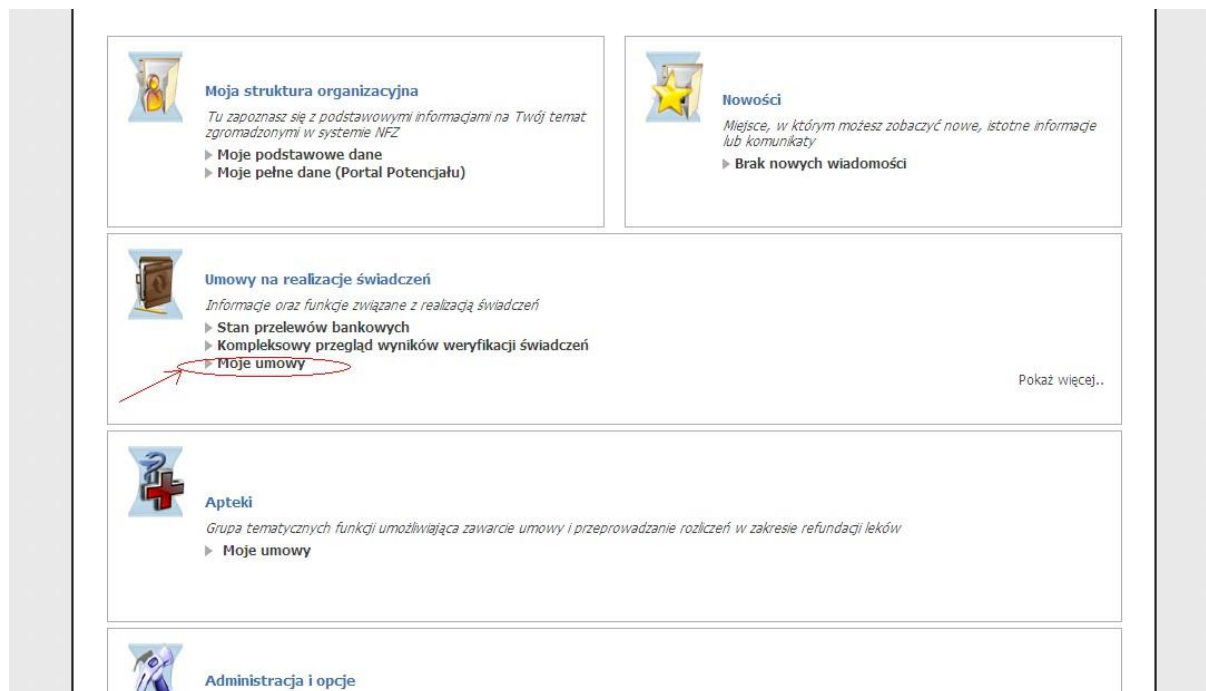 Moja struktura organizacyjna
Tu zapoznasz się z podstawowymi informacjami na Twój temat
zgromadzonymi w systemie NFZ
Moje podstawowe dane
Moje pełne dane (Portal Potencjału)
Nowości
Miejsce, w którym możesz zobaczyć nowe, istotne informacje
lub komunikaty
Brak nowych wiadomości
Umowy na realizacje świadczeń
Informacje oraz funkcje związane z realizacją świadczeń
Stan przelewów bankowych
Kompleksowy przegląd wyników weryfikacji świadczeń
Moje umowy
Pokaż więcej..
Apteki
Grupa tematycznych funkcji umożliwiająca zawarcie umowy i przeprowadzanie rozliczeń w zakresie refundacji leków
Moje umowy
Administracja i opcje